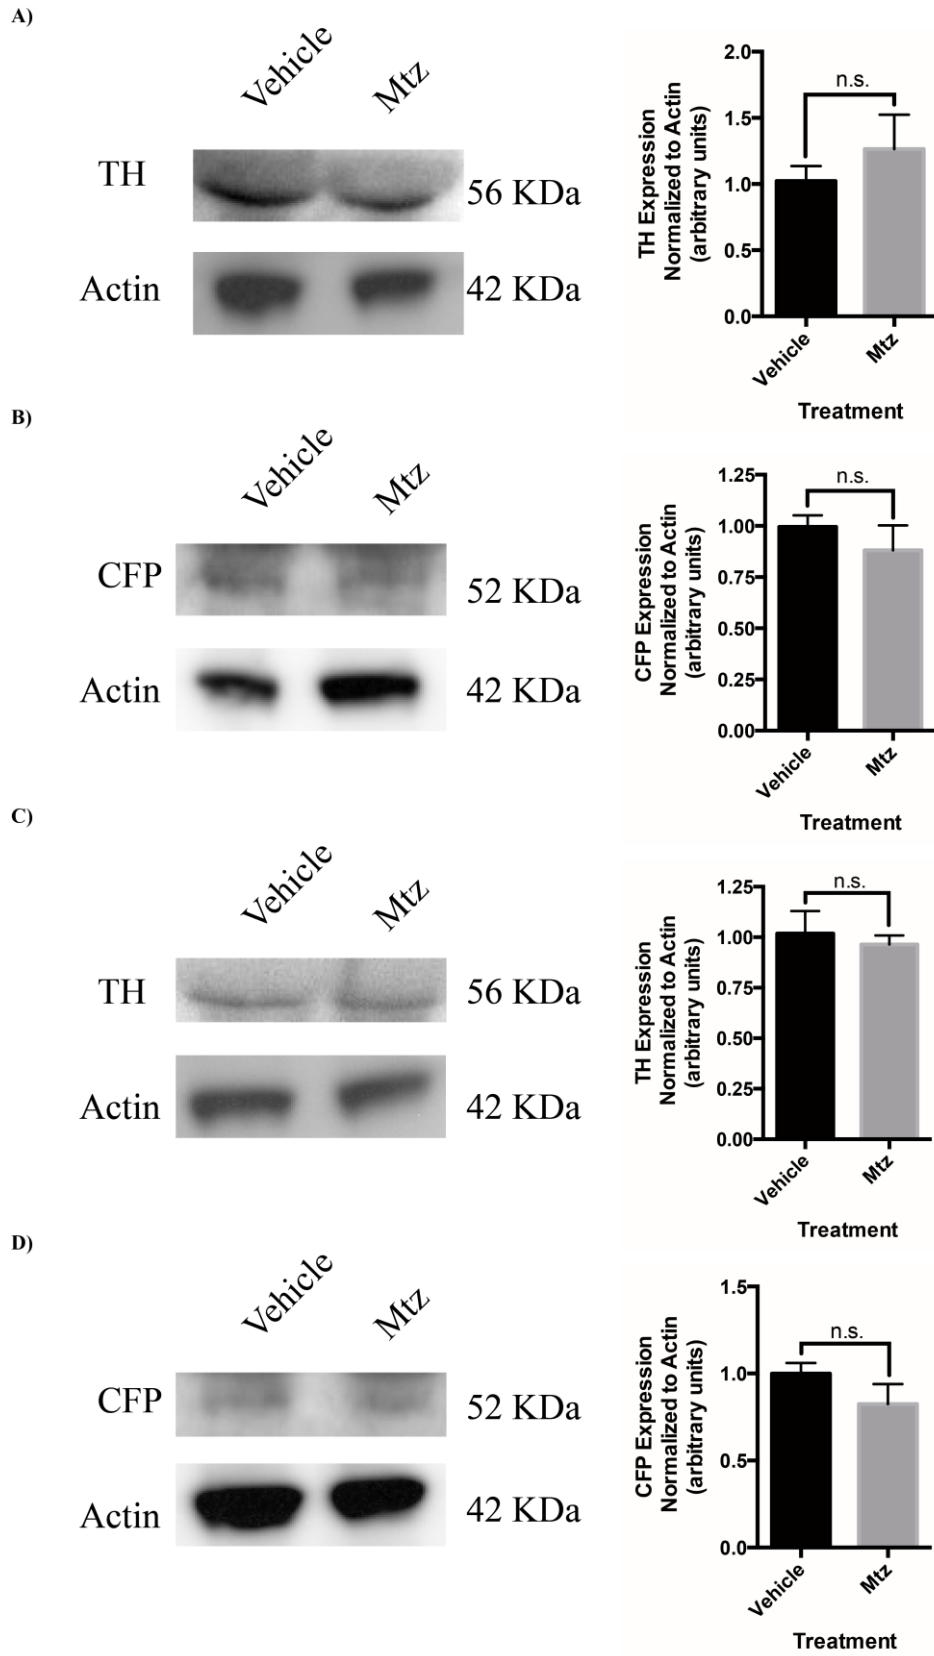 A)
Vehicle
Mtz
TH
56 KDa
Actin
42 KDa
TH Expression
Normalized to Actin
(arbitrary units)
2.0
1.5
1.0
0.5
0.0
n.s.
Vehicle
Mtz
Treatment
B)
Vehicle
Mtz
CFP
52 KDa
Actin
42 KDa
CFP Expression
Normalized to Actin
(arbitrary units)
1.25
1.00
0.75
0.50
0.25
0.00
n.s.
Vehicle
Mtz
Treatment
C)
Vehicle
Mtz
TH
56 KDa
Actin
42 KDa
TH Expression
Normalized to Actin
(arbitrary units)
1.25
1.00
0.75
0.50
0.25
0.00
n.s.
Vehicle
Mtz
Treatment
D)
Vehicle
Mtz
CFP
52 KDa
Actin
42 KDa
CFP Expression
Normalized to Actin
(arbitrary units)
1.5
1.0
0.5
0.0
n.s.
Vehicle
Mtz
Treatment